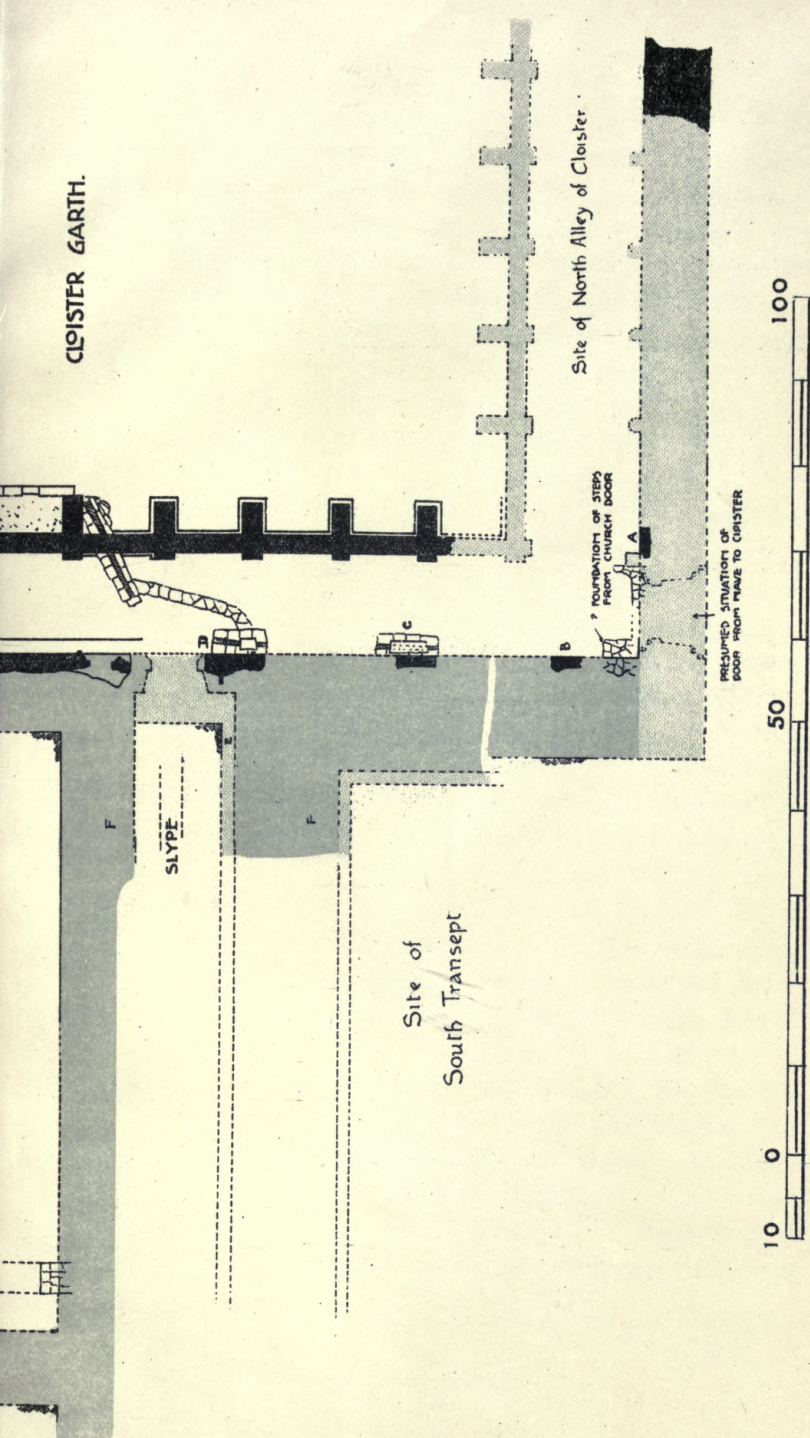 CLOISTER GARTH.
Site of North Alley of Cloister
? FOUNDATION OF STEPS
FROM CHURCH DOOR
A
B
C
D
E
F
F
SLYPE
PRESUMED SITUATION OF
DOOR FROM NAVE TO CLOISTER
Site of
South Transept
10
0
50
100